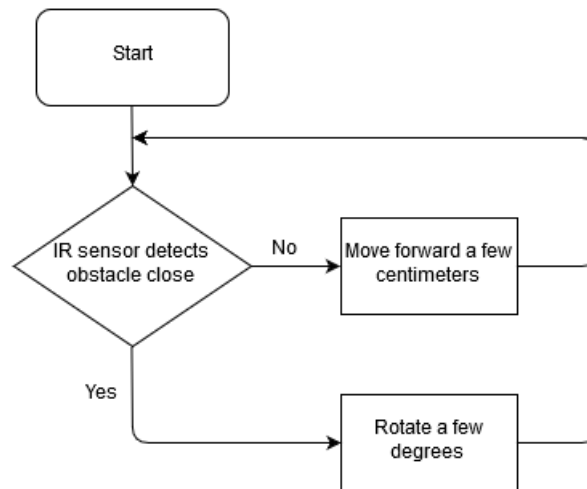 Start
IR sensor detects
obstacle close
No
Move forward a few
centimeters
Yes
Rotate a few
degrees